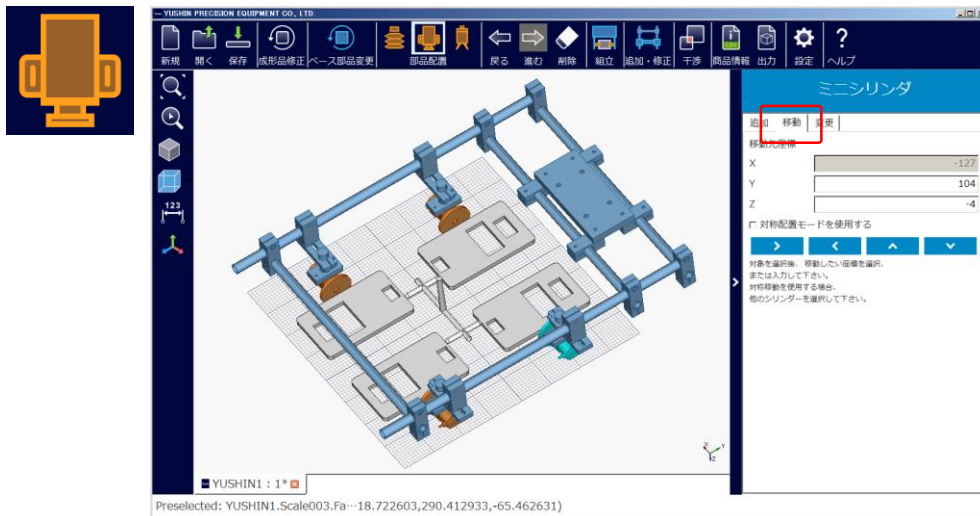 YUSHIN PRECISION EQUIPMENT CO., LTD.
新規 開く 保存 成形品修正 ベース部品変更 部品配置 戻る 進む 削除 組立 追加・修正 干渉 商品情報 出力 設定 ヘルプ
123
ミニシリンダ
追加 移動 変更
移動先座標
X -127
Y 104
Z -4
対称配置モードを使用する
対象を選択後、移動したい座標を選択、
または入力して下さい。
対称移動を使用する場合、
他のシリンダーを選択して下さい。
X Y Z
YUSHIN1 : 1*
Preselected: YUSHIN1.Scale003.Fa…18.722603,290.412933,-65.462631)